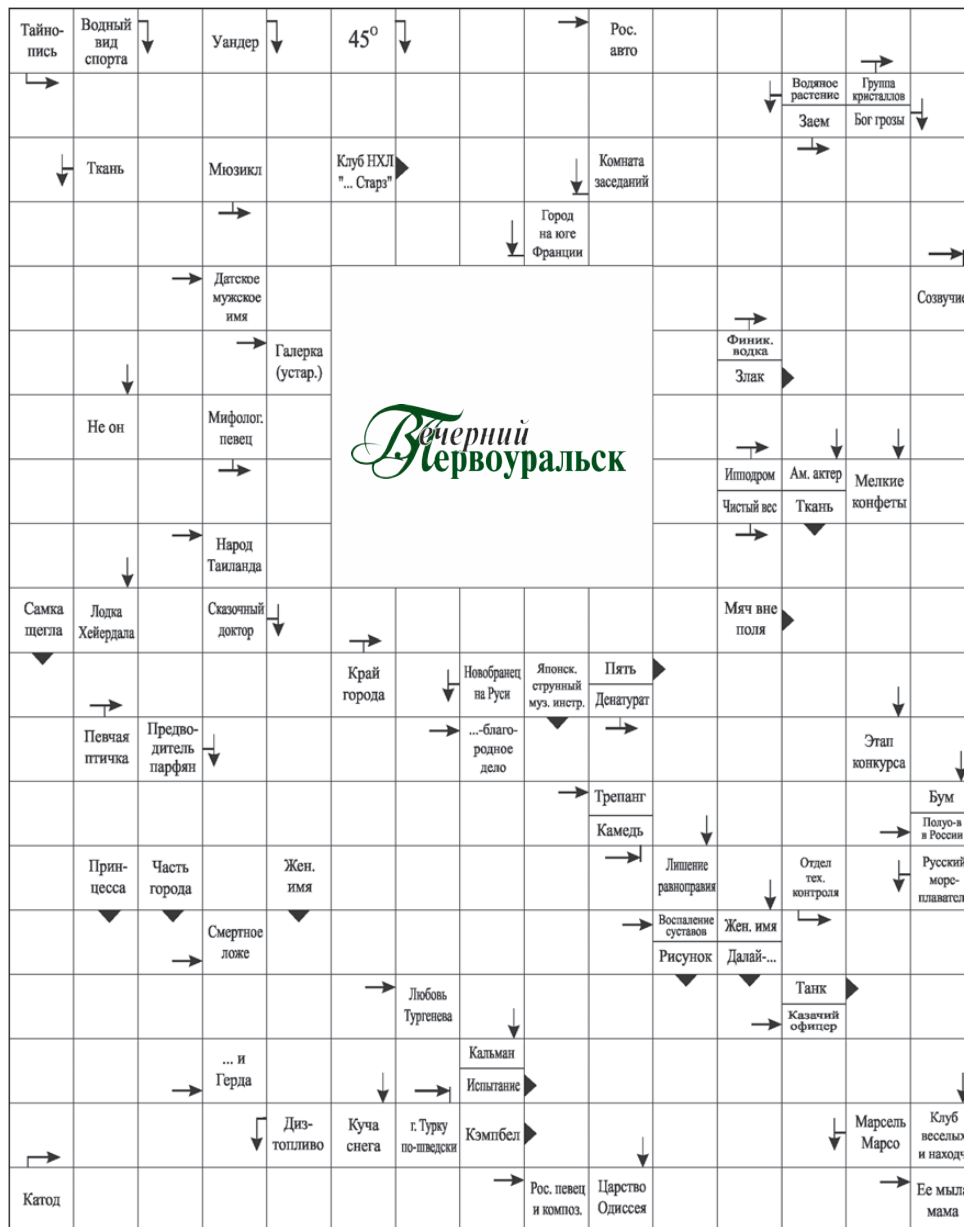 Тайно-
пись
Водный
вид
спорта
Уандер
45°
Рос.
авто
Водяное
растение
Заем
Группа
кристаллов
Бог грозы
Ткань
Мюзикл
Клуб НХЛ
"... Старз"
Комната
заседаний
Город
на юге
Франции
Датское
мужское
имя
Созвучие
Галерка
(устар.)
Финик.
водка
Злак
Не он
Мифолог.
певец
Вечерний
Первоуральск
Ипподром
Чистый вес
Ам. актер
Ткань
Мелкие
конфеты
Народ
Таиланда
Самка
щегла
Лодка
Хейердала
Сказочный
доктор
Мяч вне
поля
Край
города
Новобранец
на Руси
Японск.
струнный
муз. инстр.
Пять
Денатурат
Певчая
птичка
Предво-
дитель
парфян
...-благо-
родное
дело
Этап
конкурса
Трепанг
Камедь
Бум
Полуо-в
в России
Прин-
цесса
Часть
города
Жен.
имя
Лишение
равноправия
Отдел
тех.
контроля
Русский
море-
плавател
Смертное
ложе
Воспаление
суставов
Рисунок
Жен. имя
Далай-...
Любовь
Тургенева
Танк
Казачий
офицер
... и
Герда
Кальман
Испытание
Диз-
топливо
Куча
снега
г. Турку
по-шведски
Кэмпбел
Марсель
Марсо
Клуб
веселых
и находч
Катод
Рос. певец
и композ.
Царство
Одиссея
Ее мыла
мама